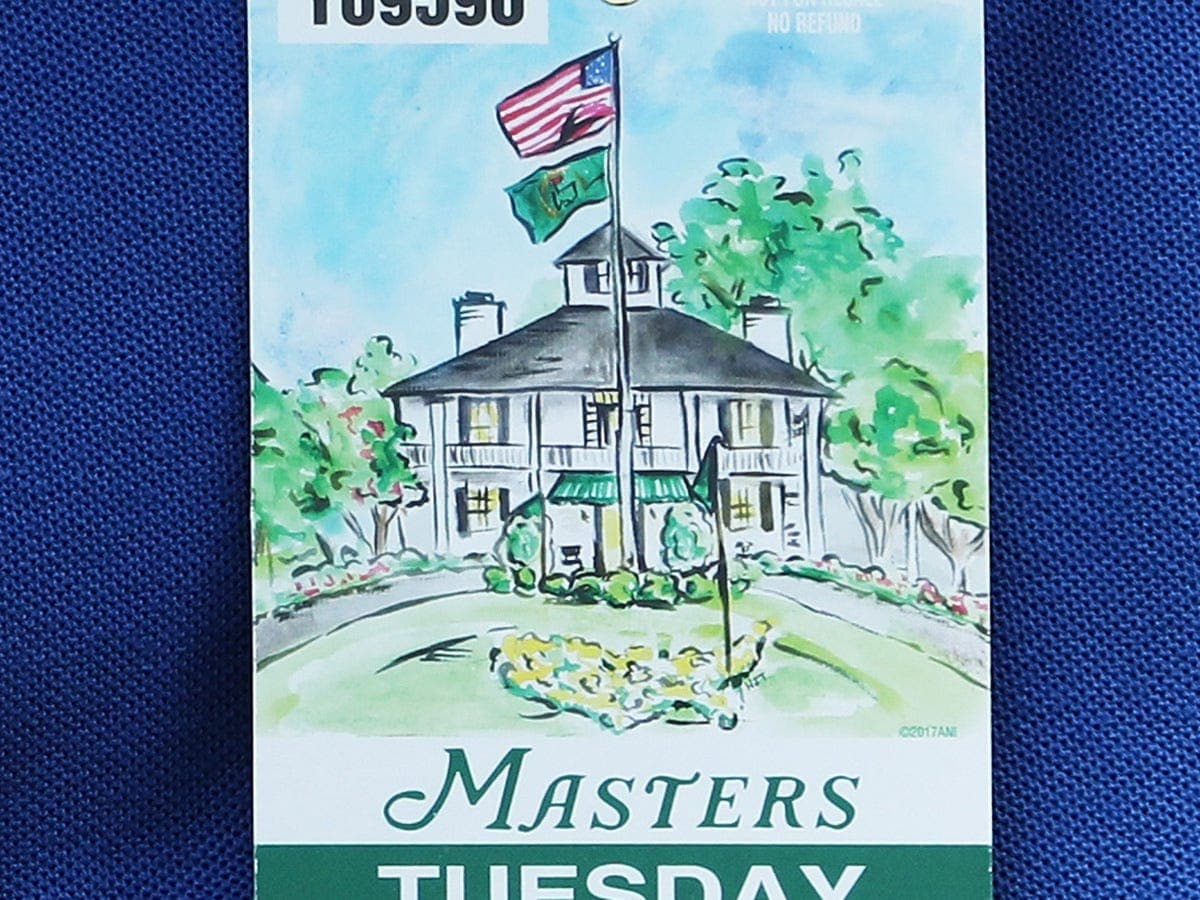 NO REFUND
©2017ANI
MASTERS
TUESDAY